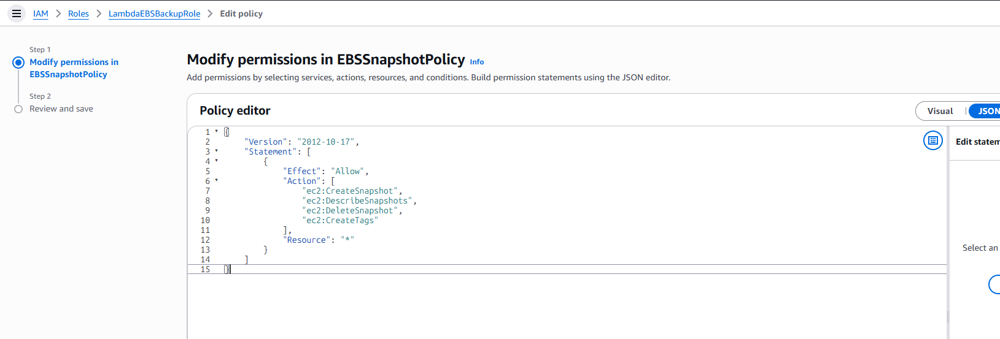 IAM > Roles > LambdaEBSBackupRole > Edit policy
Step 1
Modify permissions in
EBSSnapshotPolicy
Step 2
Review and save
Modify permissions in EBSSnapshotPolicy Info
Add permissions by selecting services, actions, resources, and conditions. Build permission statements using the JSON editor.
Policy editor
Visual | JSON
1 {
2 "Version": "2012-10-17",
3 "Statement": [
4 {
5 "Effect": "Allow",
6 "Action": [
7 "ec2:CreateSnapshot",
8 "ec2:DescribeSnapshots",
9 "ec2:DeleteSnapshot",
10 "ec2:CreateTags"
11 ],
12 "Resource": "*"
13 }
14 ]
15 }
Edit statem
Select an